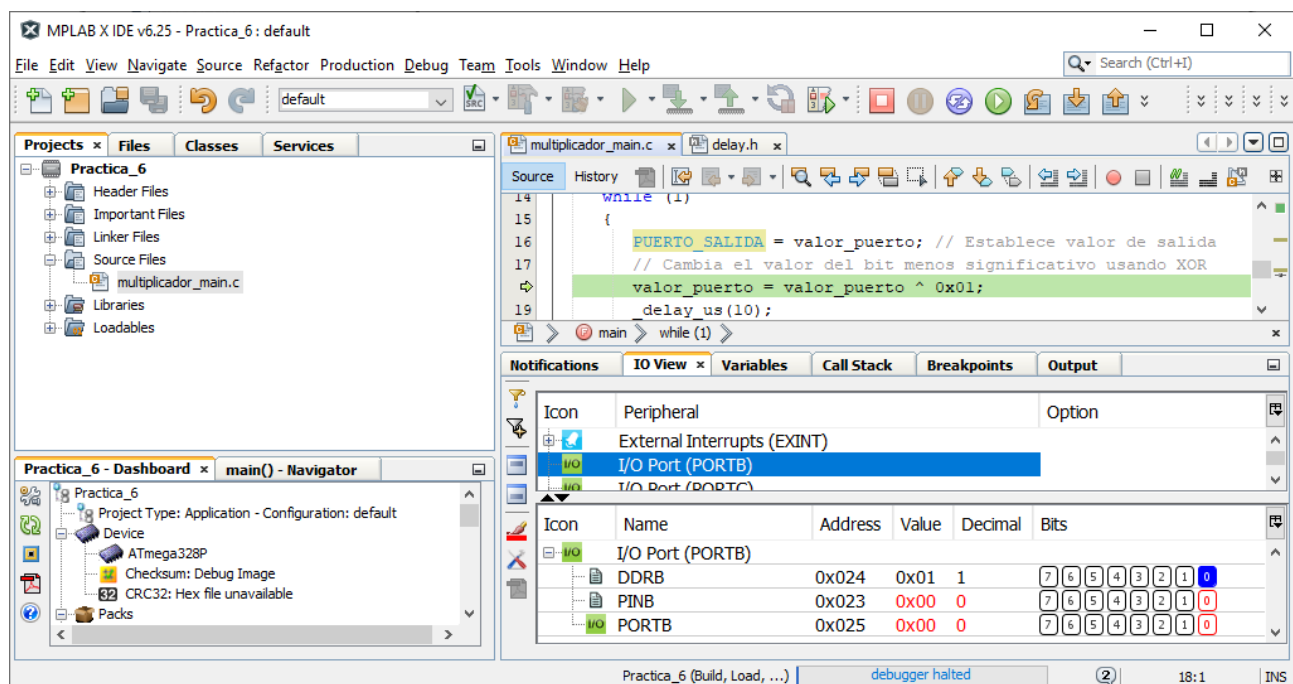 MPLAB X IDE v6.25 - Practica_6 : default
File Edit View Navigate Source Refactor Production Debug Team Tools Window Help
Search (Ctrl+I)
default
Projects Files Classes Services
Practica_6
Header Files
Important Files
Linker Files
Source Files
multiplicador_main.c
Libraries
Loadables
Practica_6 - Dashboard main() - Navigator
Practica_6
Project Type: Application - Configuration: default
Device
ATmega328P
Checksum: Debug Image
CRC32: Hex file unavailable
Packs
multiplicador_main.c delay.h
Source History
14 while (1)
15 {
16 PUERTO_SALIDA = valor_puerto; // Establece valor de salida
17 // Cambia el valor del bit menos significativo usando XOR
valor_puerto = valor_puerto ^ 0x01;
19 _delay_us(10);
main while (1)
Notifications IO View Variables Call Stack Breakpoints Output
Icon Peripheral Option
External Interrupts (EXINT)
I/O I/O Port (PORTB)
I/O I/O Port (PORTC)
Icon Name Address Value Decimal Bits
I/O I/O Port (PORTB)
DDRB 0x024 0x01 1 7 6 5 4 3 2 1 0
PINB 0x023 0x00 0 7 6 5 4 3 2 1 0
I/O PORTB 0x025 0x00 0 7 6 5 4 3 2 1 0
Practica_6 (Build, Load, ...) debugger halted 2 18:1 INS